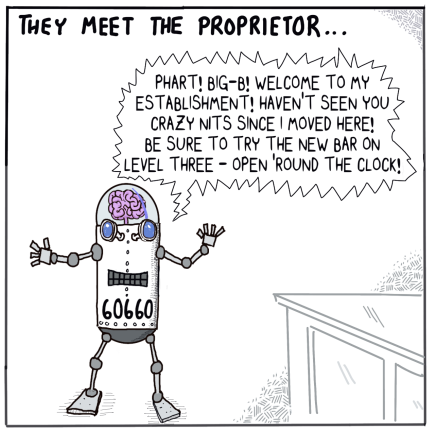 THEY MEET THE PROPRIETOR...
PHART! BIG-B! WELCOME TO MY
ESTABLISHMENT! HAVEN'T SEEN YOU
CRAZY NITS SINCE I MOVED HERE!
BE SURE TO TRY THE NEW BAR ON
LEVEL THREE – OPEN 'ROUND THE CLOCK!
60660